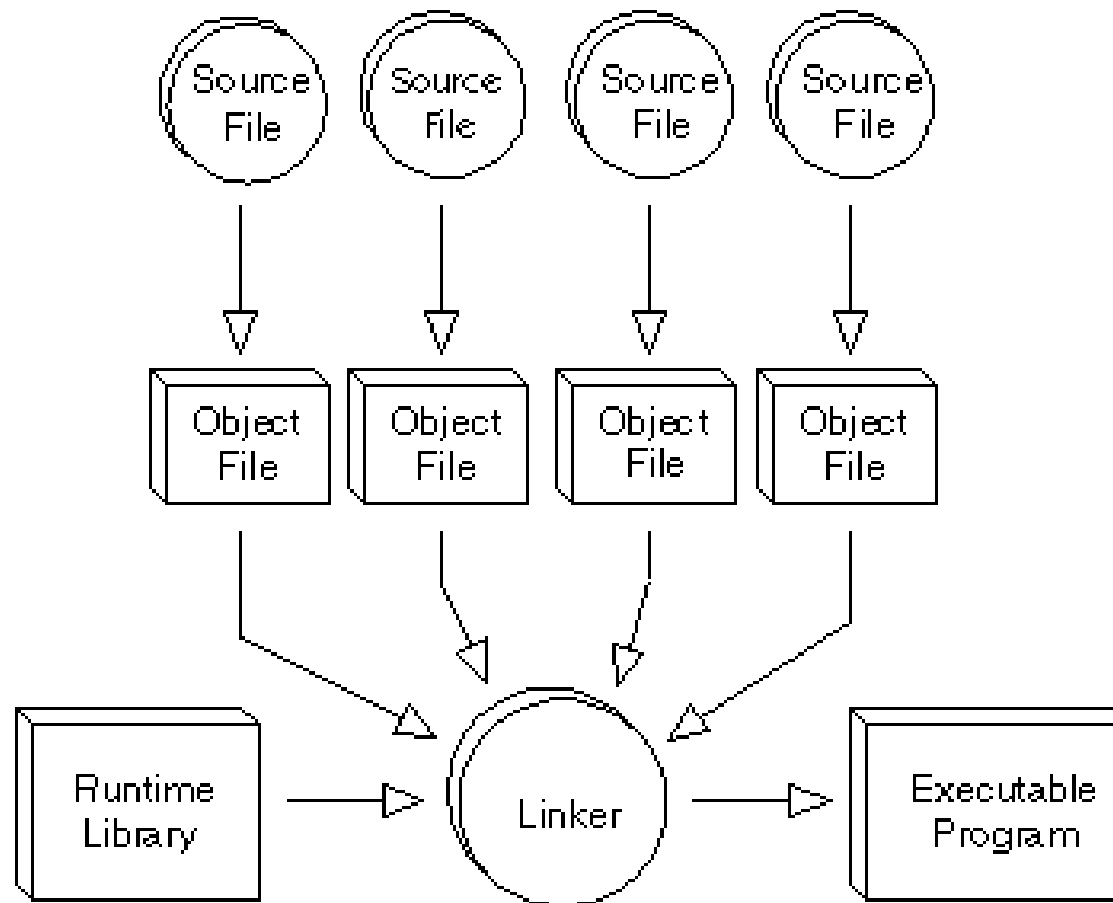 Source
File
Source
File
Source
File
Source
File
Object
File
Object
File
Object
File
Object
File
Runtime
Library
Linker
Executable
Program